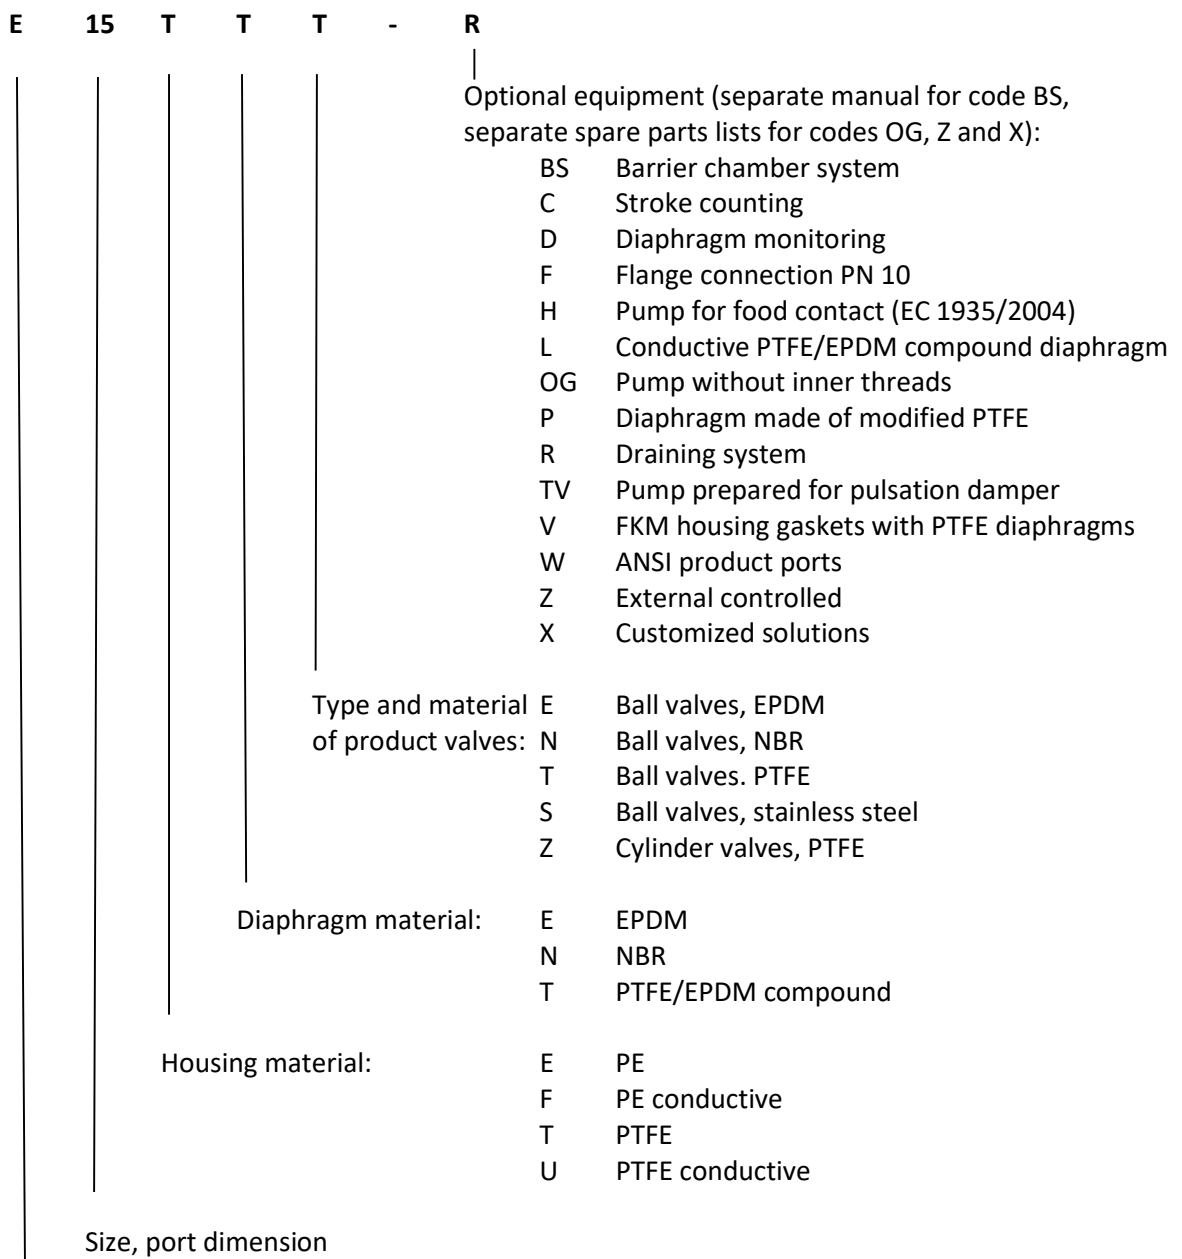 E 15 T T T - R
Optional equipment (separate manual for code BS,
separate spare parts lists for codes OG, Z and X):
BS Barrier chamber system
C Stroke counting
D Diaphragm monitoring
F Flange connection PN 10
H Pump for food contact (EC 1935/2004)
L Conductive PTFE/EPDM compound diaphragm
OG Pump without inner threads
P Diaphragm made of modified PTFE
R Draining system
TV Pump prepared for pulsation damper
V FKM housing gaskets with PTFE diaphragms
W ANSI product ports
Z External controlled
X Customized solutions
Type and material E Ball valves, EPDM
of product valves: N Ball valves, NBR
T Ball valves. PTFE
S Ball valves, stainless steel
Z Cylinder valves, PTFE
Diaphragm material: E EPDM
N NBR
T PTFE/EPDM compound
Housing material: E PE
F PE conductive
T PTFE
U PTFE conductive
Size, port dimension